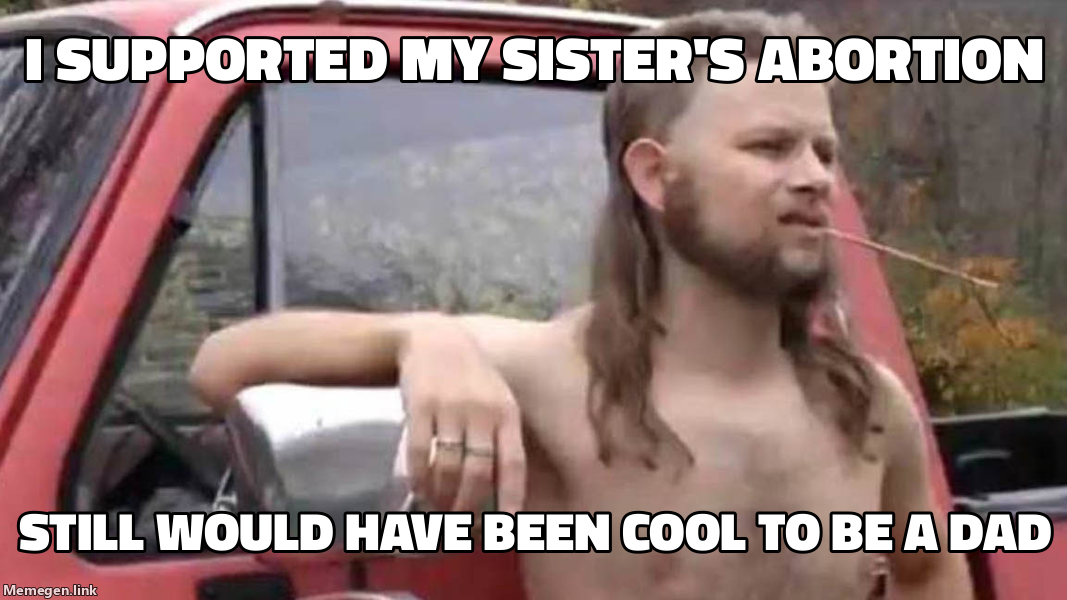 I SUPPORTED MY SISTER'S ABORTION
STILL WOULD HAVE BEEN COOL TO BE A DAD
Memegen.link